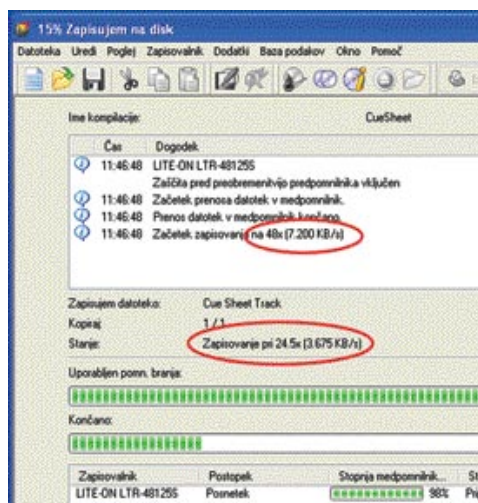 15% Zapisujem na disk
Datoteka Uredi Poglej Zapisovalnik Dodatki Baza podakov Okno Pomoč
Ime kompilacije: CueSheet
Čas Dogodek
11:46:48 LITE-ON LTR-48125S
Zaščita pred preobremenitvijo predpomnilnika vključen
11:46:48 Začetek prenosa datotek v medpomnilnik.
11:46:48 Prenos datotek v medpomnilnik končano.
11:46:48 Začetek zapisovanja na 48x (7.200 KB/s)
Zapisujem datoteko: Cue Sheet Track
Kopiraj 1 / 1
Stanje: Zapisovanje pri 24.5x (3.675 KB/s)
Uporabljen pomn. branja:
Končano:
Zapisovalnik Postopek Stopnja medpomnilnik... St
LITE-ON LTR-48125S Posnetek 98% Pri